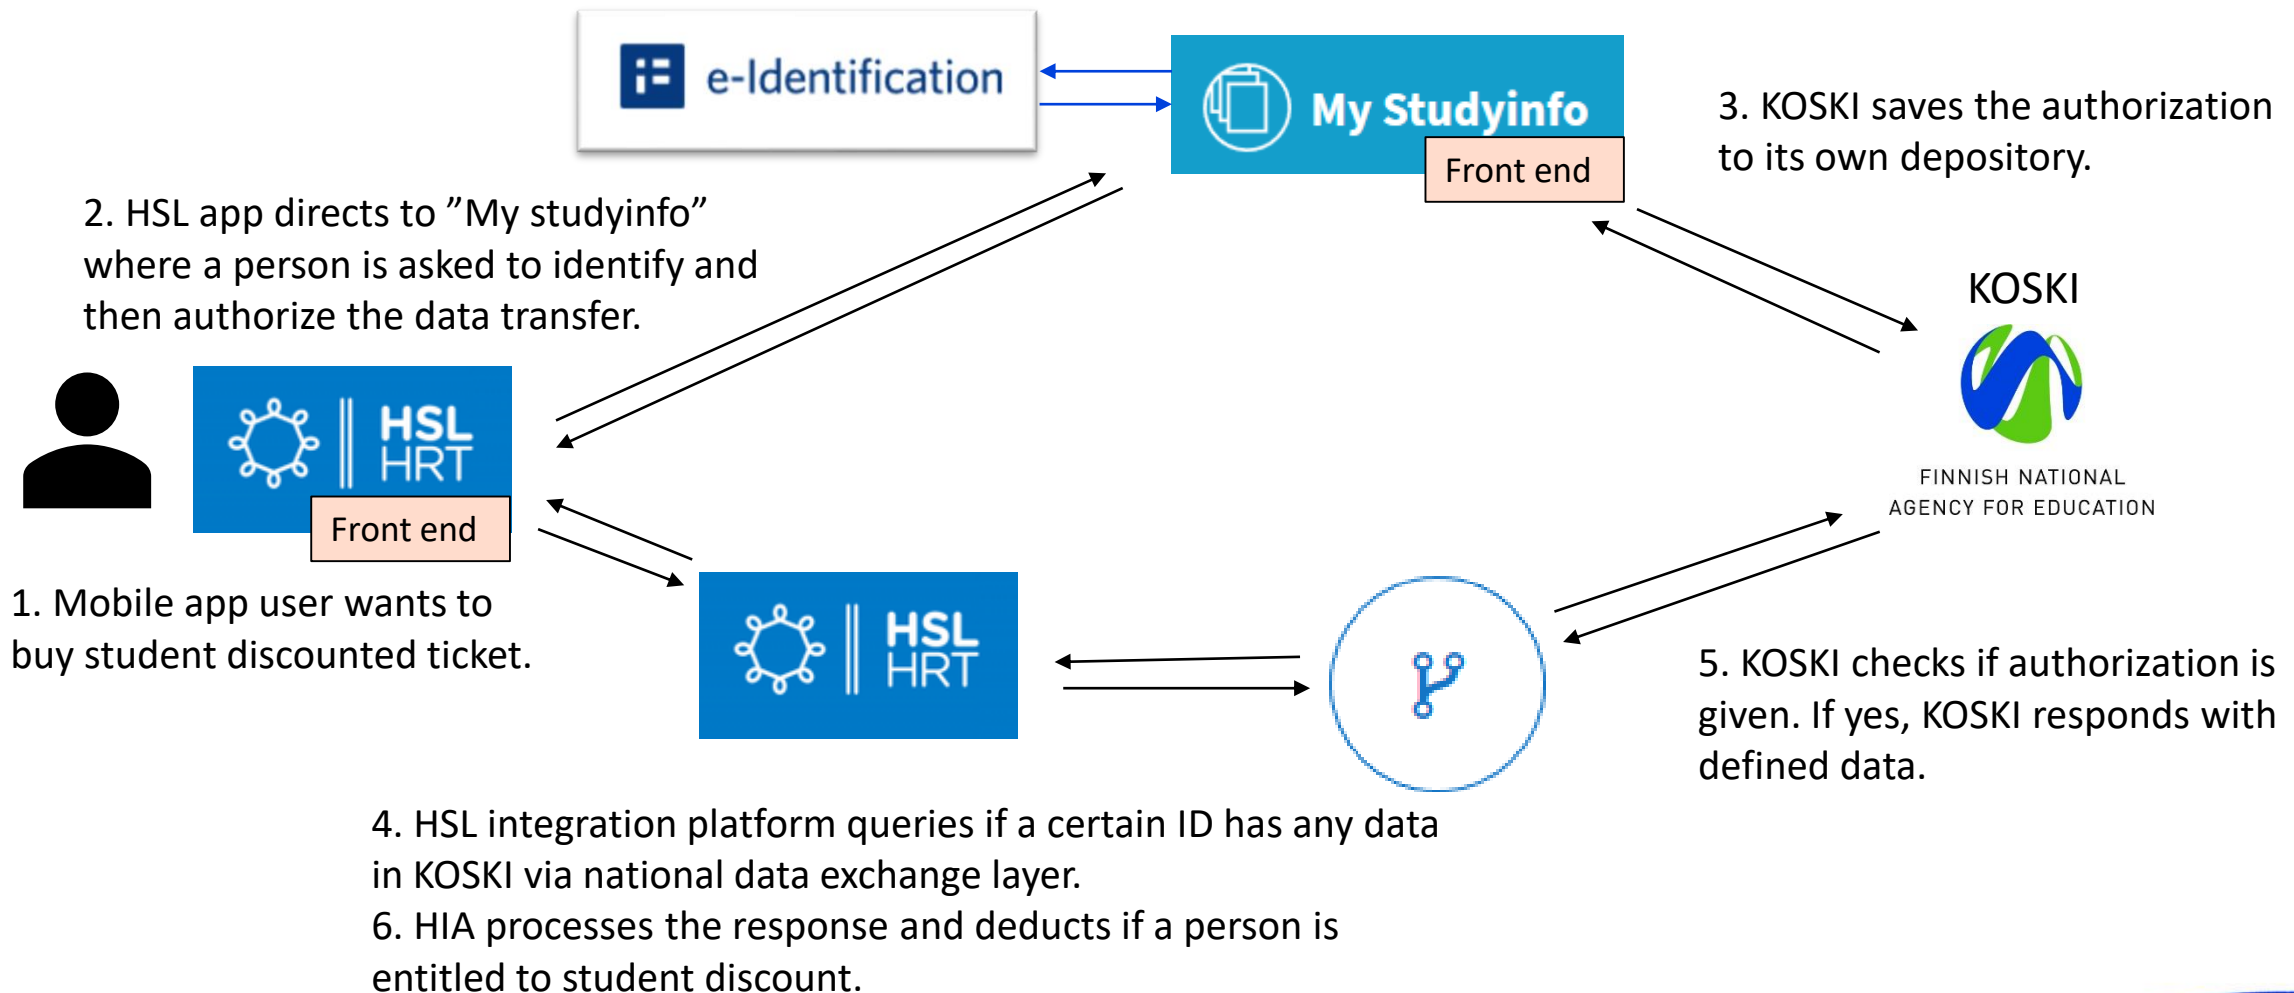 e-Identification
My Studyinfo
Front end
3. KOSKI saves the authorization
to its own depository.
2. HSL app directs to ”My studyinfo”
where a person is asked to identify and
then authorize the data transfer.
KOSKI
FINNISH NATIONAL
AGENCY FOR EDUCATION
HSL
HRT
Front end
1. Mobile app user wants to
buy student discounted ticket.
HSL
HRT
5. KOSKI checks if authorization is
given. If yes, KOSKI responds with
defined data.
4. HSL integration platform queries if a certain ID has any data
in KOSKI via national data exchange layer.
6. HIA processes the response and deducts if a person is
entitled to student discount.